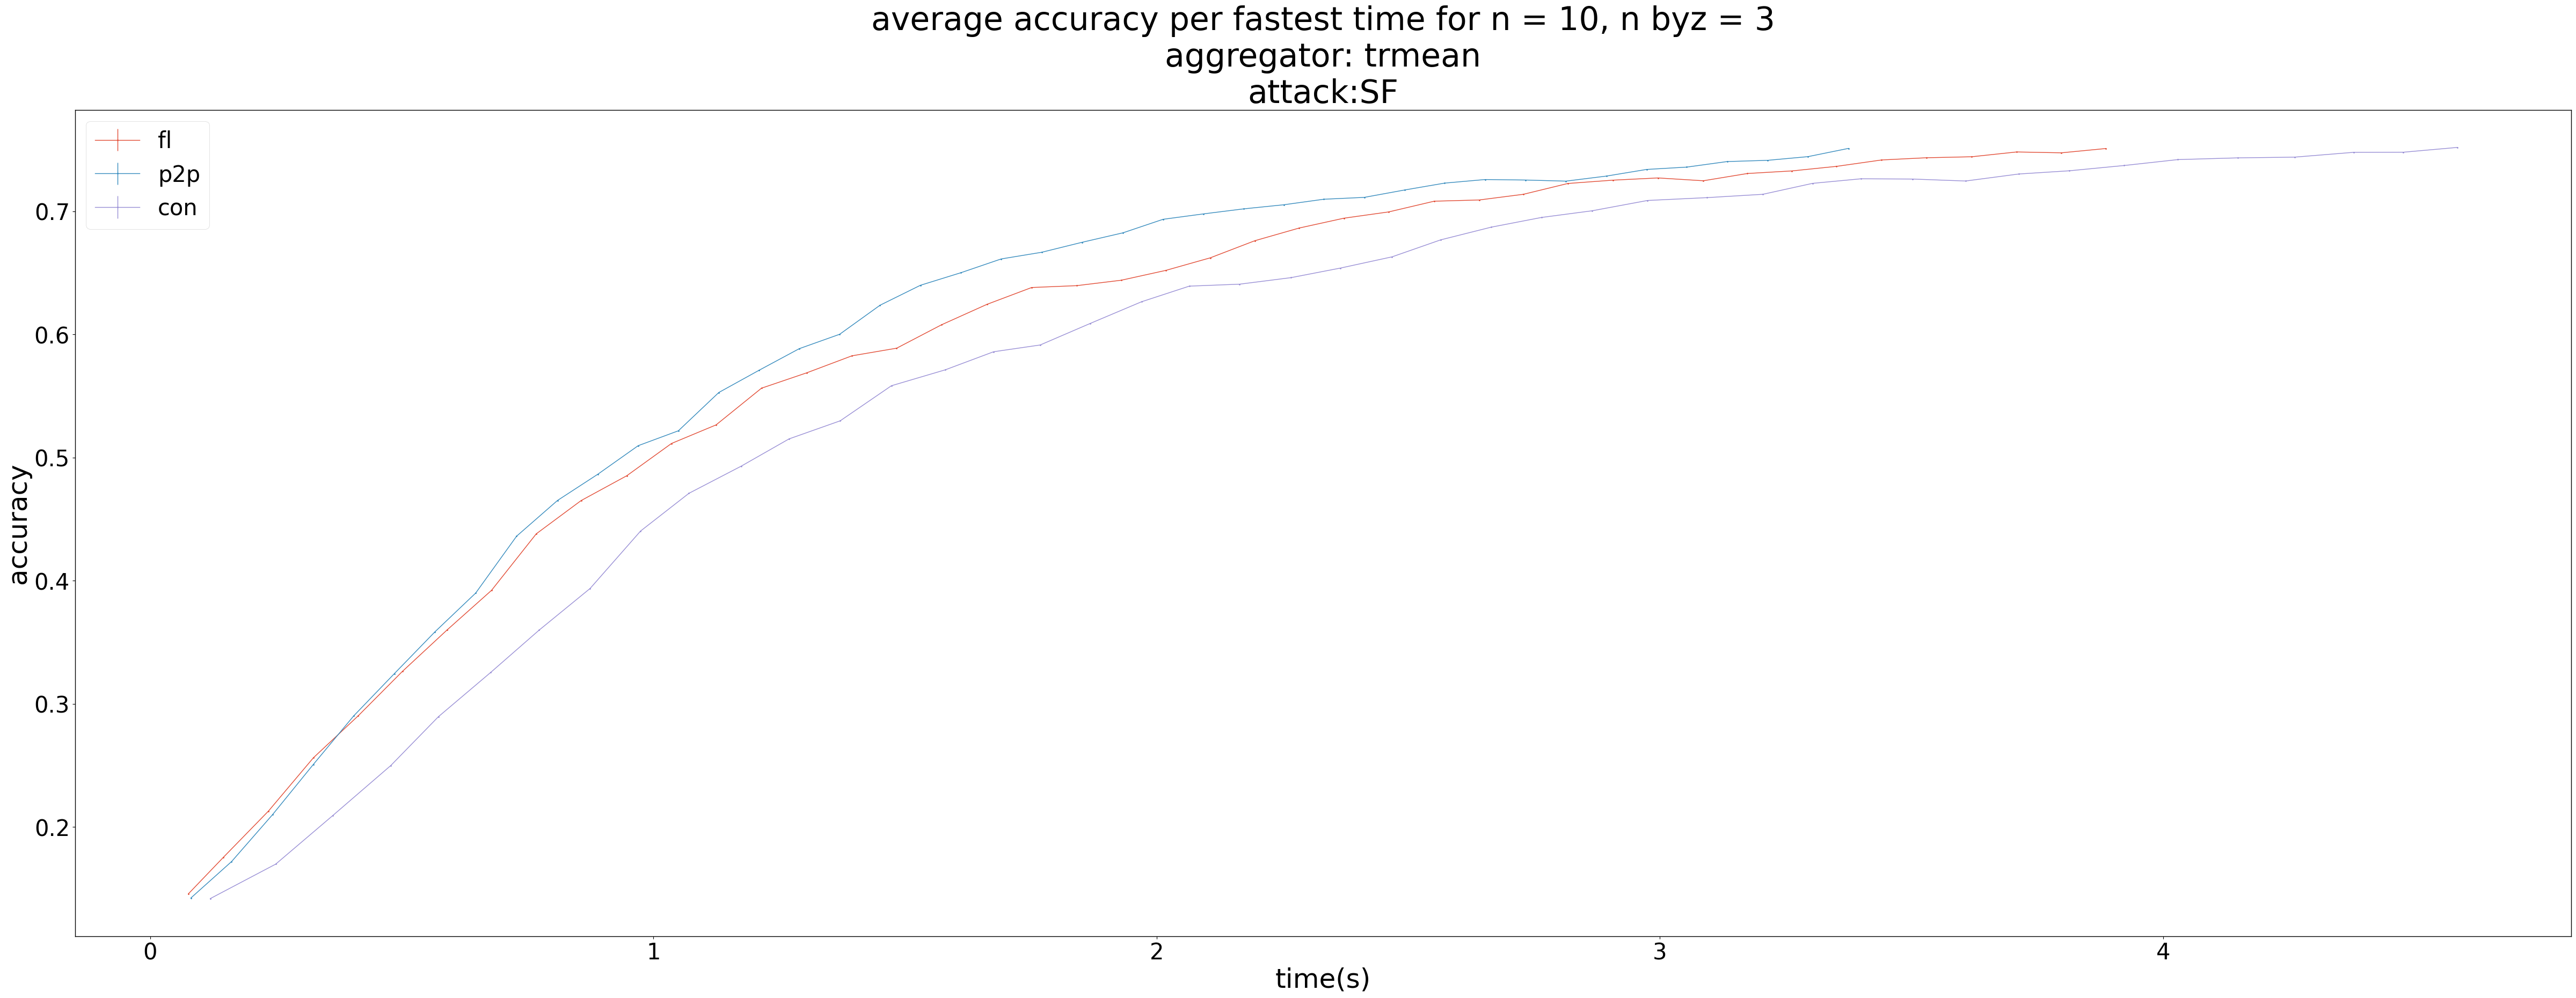 average accuracy per fastest time for n = 10, n byz = 3
aggregator: trmean
attack:SF
fl
p2p
con
accuracy
0.7
0.6
0.5
0.4
0.3
0.2
0
1
2
3
4
time(s)